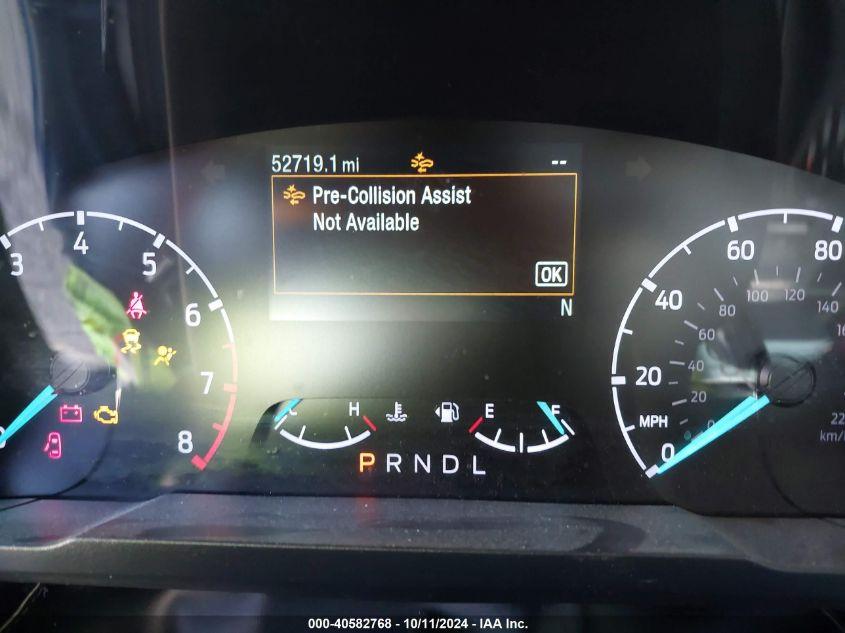 52719.1 mi --
Pre-Collision Assist
Not Available
OK
N
3 4 5 6 7 8
H
E F
P R N D L
0 20 40 60 80
MPH
20 40 60 80 100 120 140
km/
000-40582768 - 10/11/2024 - IAA Inc.